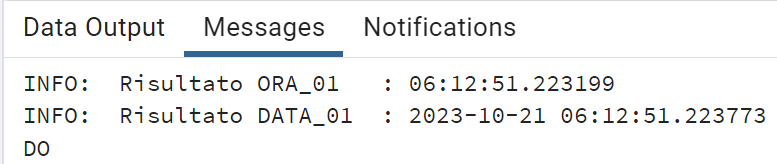 Data Output Messages Notifications
INFO:  Risultato ORA_01   : 06:12:51.223199
INFO:  Risultato DATA_01  : 2023-10-21 06:12:51.223773
DO